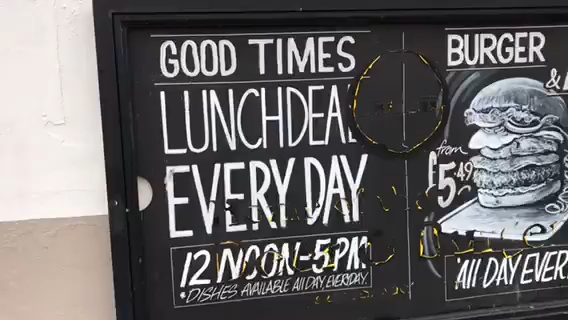 GOOD TIMES
LUNCHDEAL
EVERY DAY
12 NOON-5PM
*DISHES AVAILABLE All DAY EVERYDAY.
BURGER
&
from
£5.49
All DAY EVER